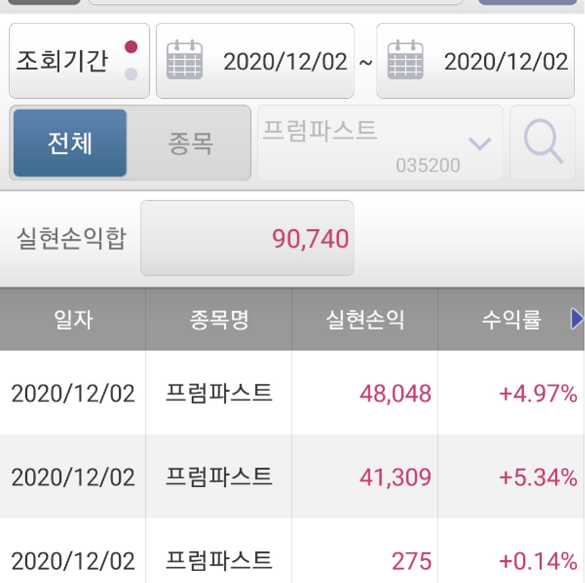 조회기간 2020/12/02 ~ 2020/12/02
전체 종목 프럼파스트 035200
실현손익합 90,740
일자 종목명 실현손익 수익률
2020/12/02 프럼파스트 48,048 +4.97%
2020/12/02 프럼파스트 41,309 +5.34%
2020/12/02 프럼파스트 275 +0.14%